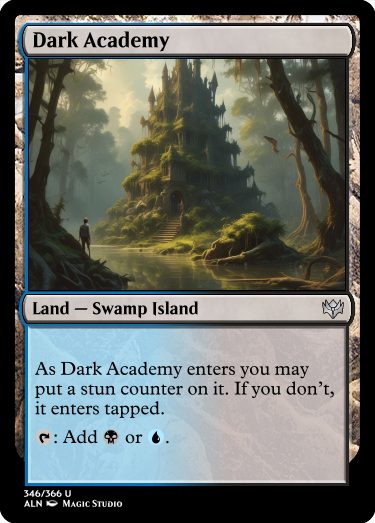 Dark Academy
Land — Swamp Island
As Dark Academy enters you may
put a stun counter on it. If you don't,
it enters tapped.
: Add or .
346/366 U
ALN Magic Studio